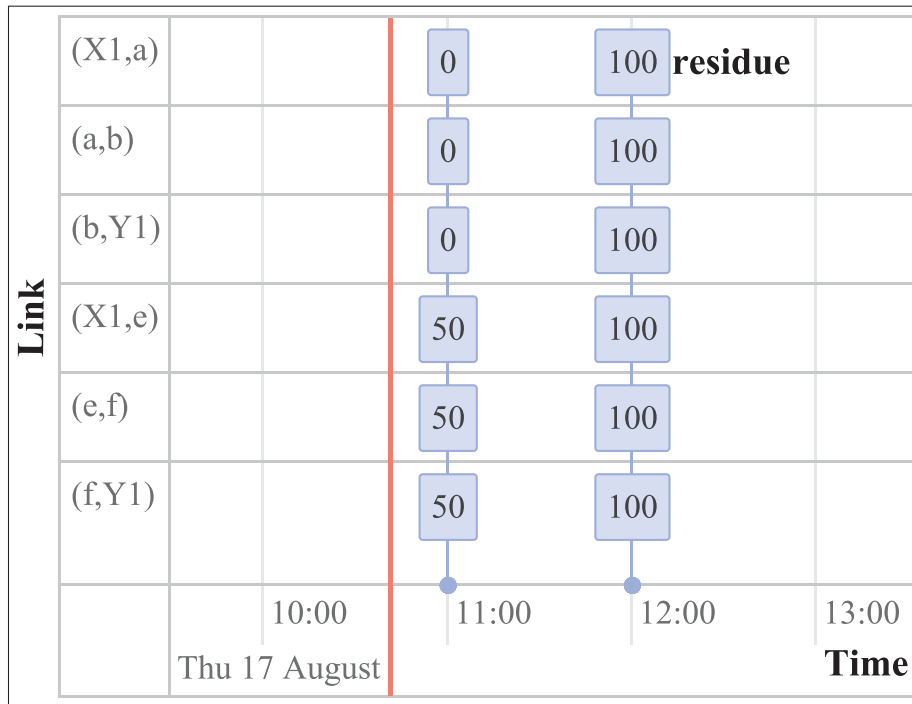 (X1,a) 0 100 residue
(a,b) 0 100
(b,Y1) 0 100
(X1,e) 50 100
(e,f) 50 100
(f,Y1) 50 100
Link
10:00 11:00 12:00 13:00
Thu 17 August Time